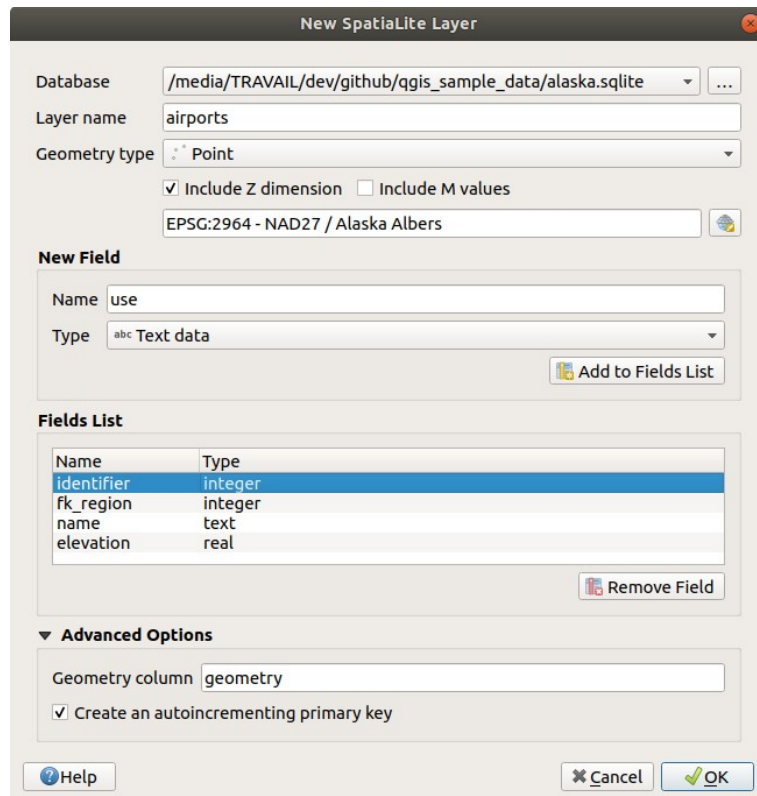 New SpatiaLite Layer
Database /media/TRAVAIL/dev/github/qgis_sample_data/alaska.sqlite ...
Layer name airports
Geometry type Point
Include Z dimension Include M values
EPSG:2964 - NAD27 / Alaska Albers
New Field
Name use
Type abc Text data
Add to Fields List
Fields List
Name Type
identifier integer
fk_region integer
name text
elevation real
Remove Field
Advanced Options
Geometry column geometry
Create an autoincrementing primary key
Help Cancel OK